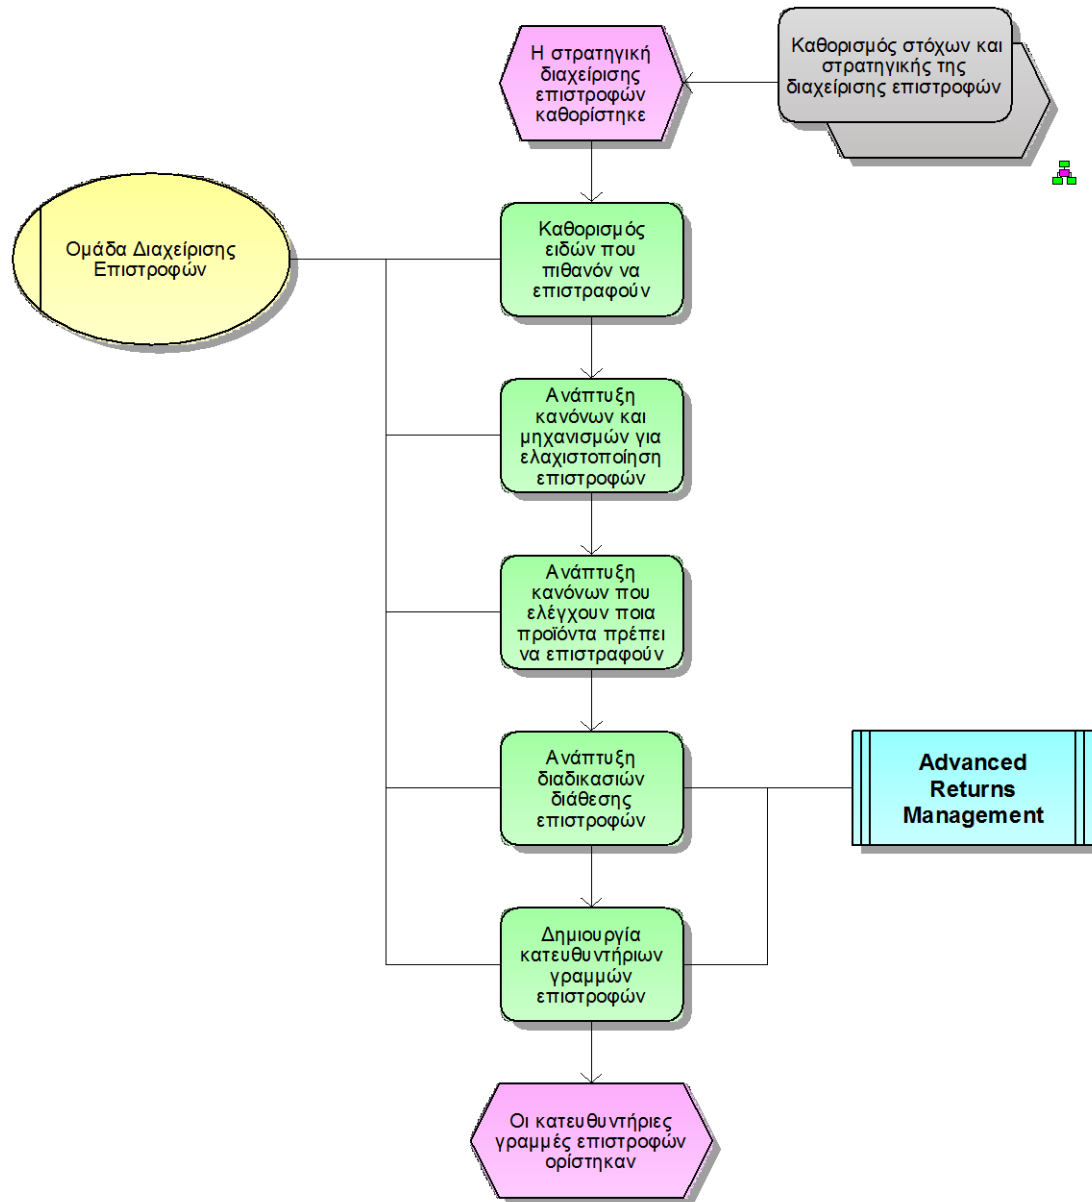 Η στρατηγική
διαχείρισης
επιστροφών
καθορίστηκε
Καθορισμός στόχων και
στρατηγικής της
διαχείρισης επιστροφών
Ομάδα Διαχείρισης
Επιστροφών
Καθορισμός
ειδών που
πιθανόν να
επιστραφούν
Ανάπτυξη
κανόνων και
μηχανισμών για
ελαχιστοποίηση
επιστροφών
Ανάπτυξη
κανόνων που
ελέγχουν ποια
προϊόντα πρέπει
να επιστραφούν
Ανάπτυξη
διαδικασιών
διάθεσης
επιστροφών
Advanced
Returns
Management
Δημιουργία
κατευθυντήριων
γραμμών
επιστροφών
Οι κατευθυντήριες
γραμμές επιστροφών
ορίστηκαν